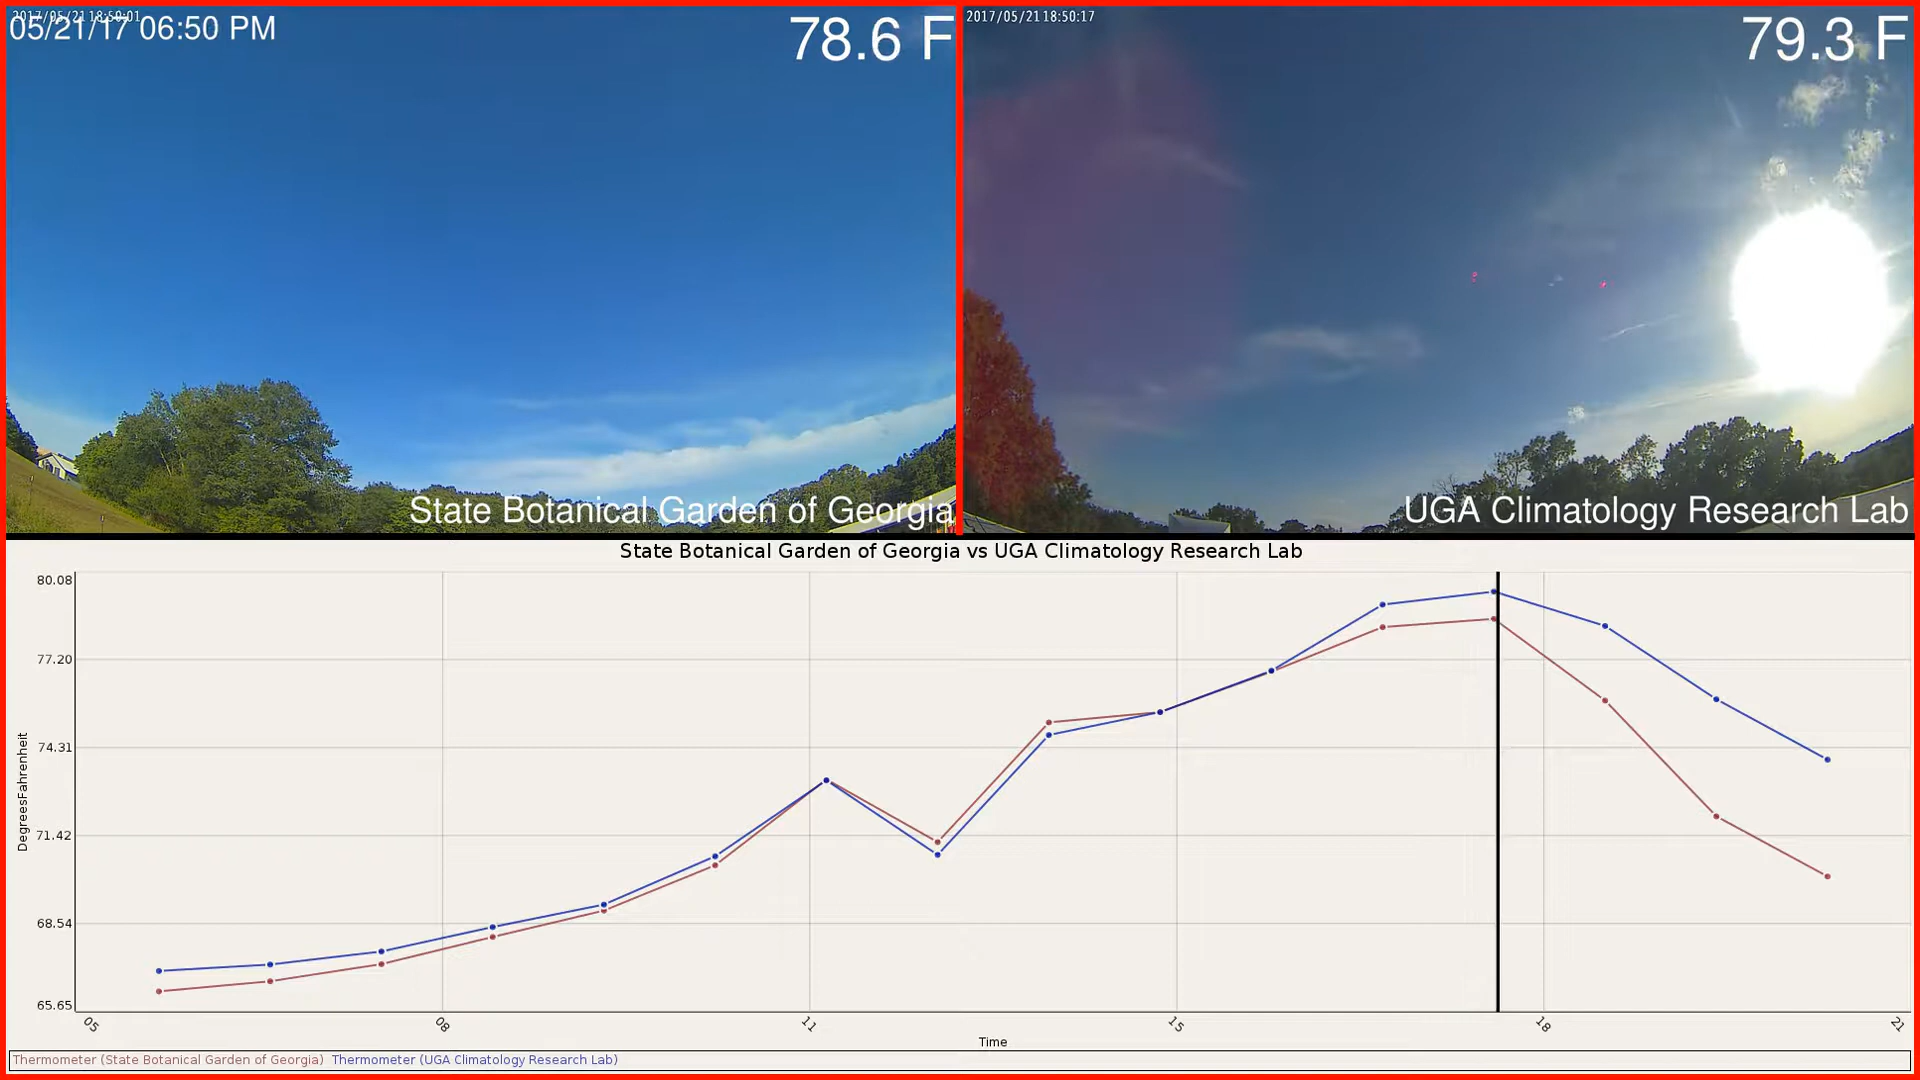 2017/05/21 18:50:01
05/21/17 06:50 PM
78.6 F
State Botanical Garden of Georgia
2017/05/21 18:50:17
79.3 F
UGA Climatology Research Lab
State Botanical Garden of Georgia vs UGA Climatology Research Lab
80.08
77.20
74.31
71.42
68.54
65.65
DegreesFahrenheit
05 08 11 15 18 21
Time
Thermometer (State Botanical Garden of Georgia) Thermometer (UGA Climatology Research Lab)